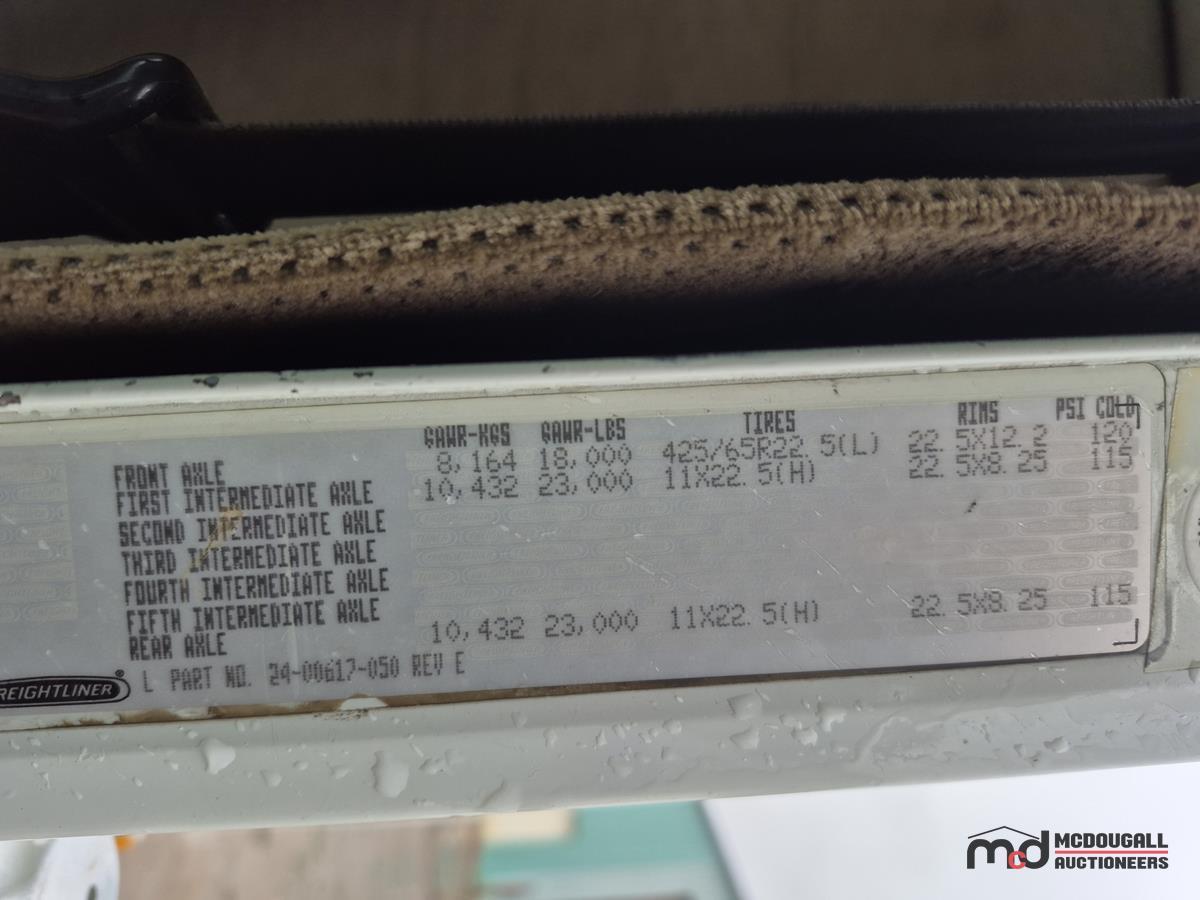 GAWR-KGS GAWR-LBS TIRES RIMS PSI COLD
FRONT AXLE 8,164 18,000 425/65R22.5(L) 22.5X12.2 120
FIRST INTERMEDIATE AXLE 10,432 23,000 11X22.5(H) 22.5X8.25 115
SECOND INTERMEDIATE AXLE
THIRD INTERMEDIATE AXLE
FOURTH INTERMEDIATE AXLE
FIFTH INTERMEDIATE AXLE
REAR AXLE 10,432 23,000 11X22.5(H) 22.5X8.25 115
REIGHTLINER® L PART NO. 24-00617-050 REV E
mcd MCDOUGALL
AUCTIONEERS